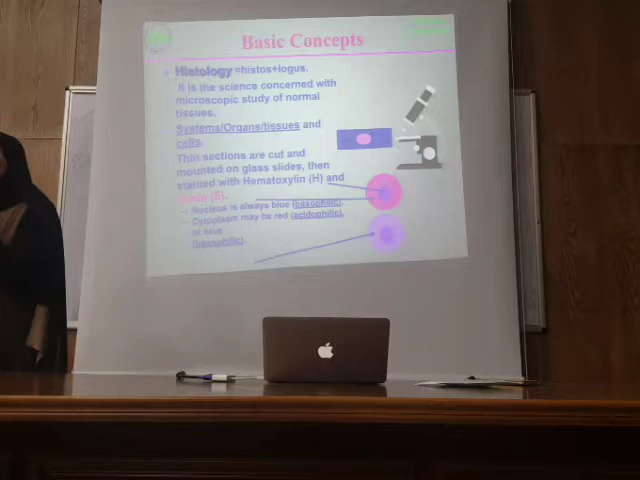 Basic Concepts
• Histology =histos+logus.
It is the science concerned with
microscopic study of normal
tissues.
Systems/Organs/tissues and
cells.
Thin sections are cut and
mounted on glass slides, then
stained with Hematoxylin (H) and
(E).
– Nucleus is always blue (basophilic).
– Cytoplasm may be red (acidophilic),
or blue
(basophilic).